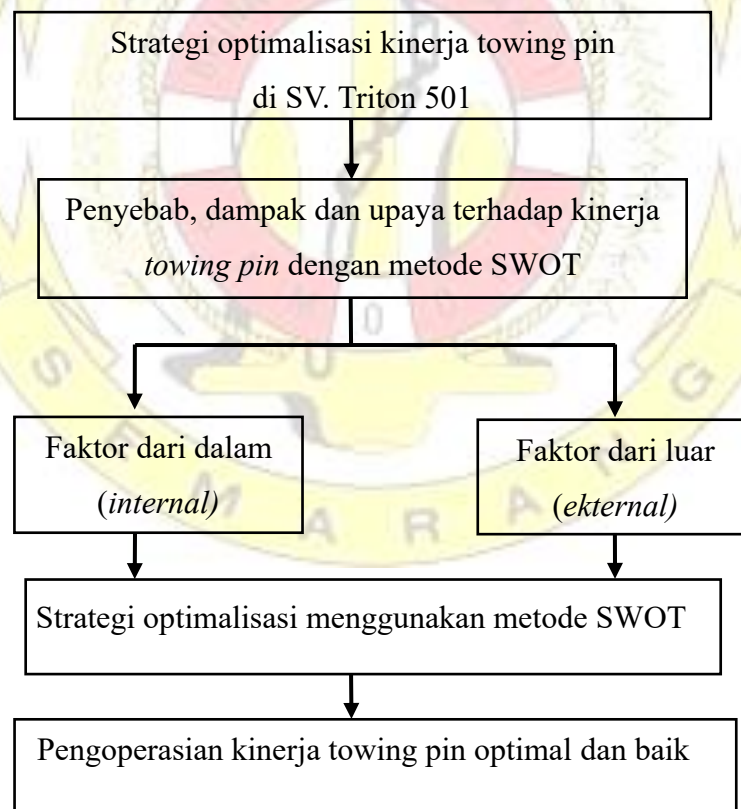 Strategi optimalisasi kinerja towing pin
di SV. Triton 501
Penyebab, dampak dan upaya terhadap kinerja
towing pin dengan metode SWOT
Faktor dari dalam
(internal)
Faktor dari luar
(ekternal)
Strategi optimalisasi menggunakan metode SWOT
Pengoperasian kinerja towing pin optimal dan baik
SEMARANG